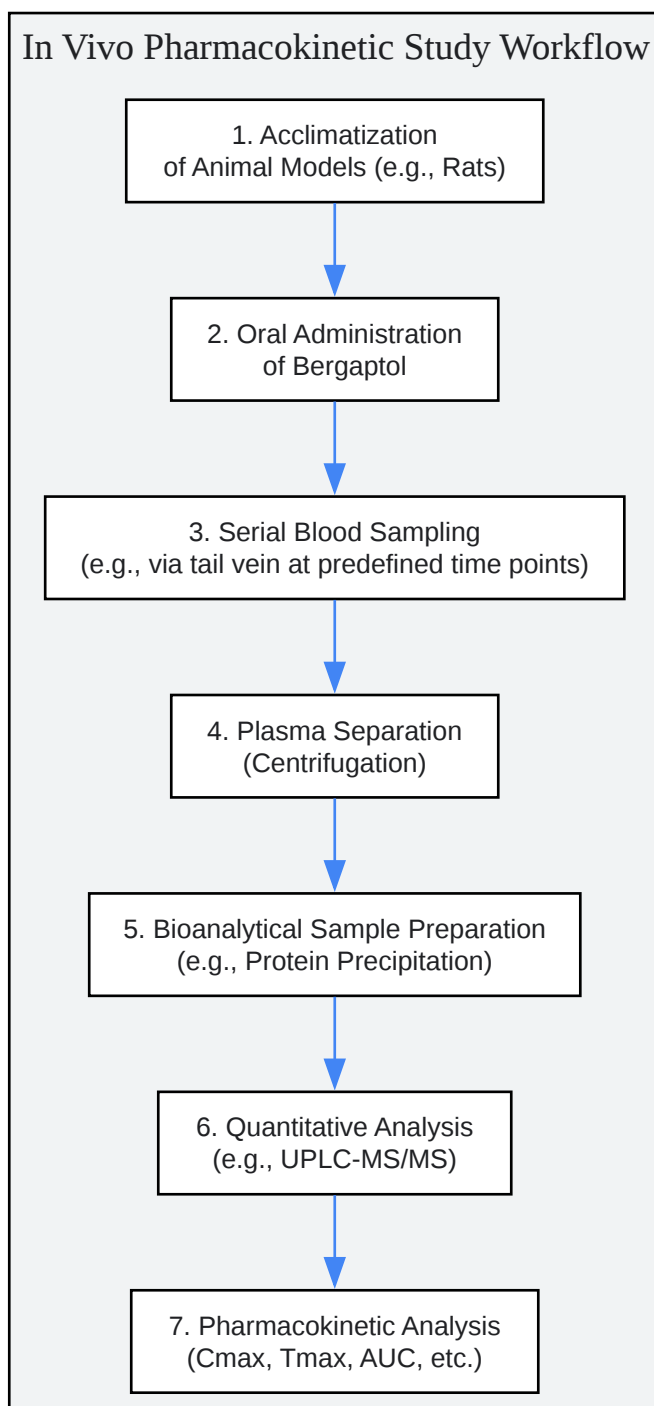 In Vivo Pharmacokinetic Study Workflow
1. Acclimatization
of Animal Models (e.g., Rats)
2. Oral Administration
of Bergaptol
3. Serial Blood Sampling
(e.g., via tail vein at predefined time points)
4. Plasma Separation
(Centrifugation)
5. Bioanalytical Sample Preparation
(e.g., Protein Precipitation)
6. Quantitative Analysis
(e.g., UPLC-MS/MS)
7. Pharmacokinetic Analysis
(Cmax, Tmax, AUC, etc.)